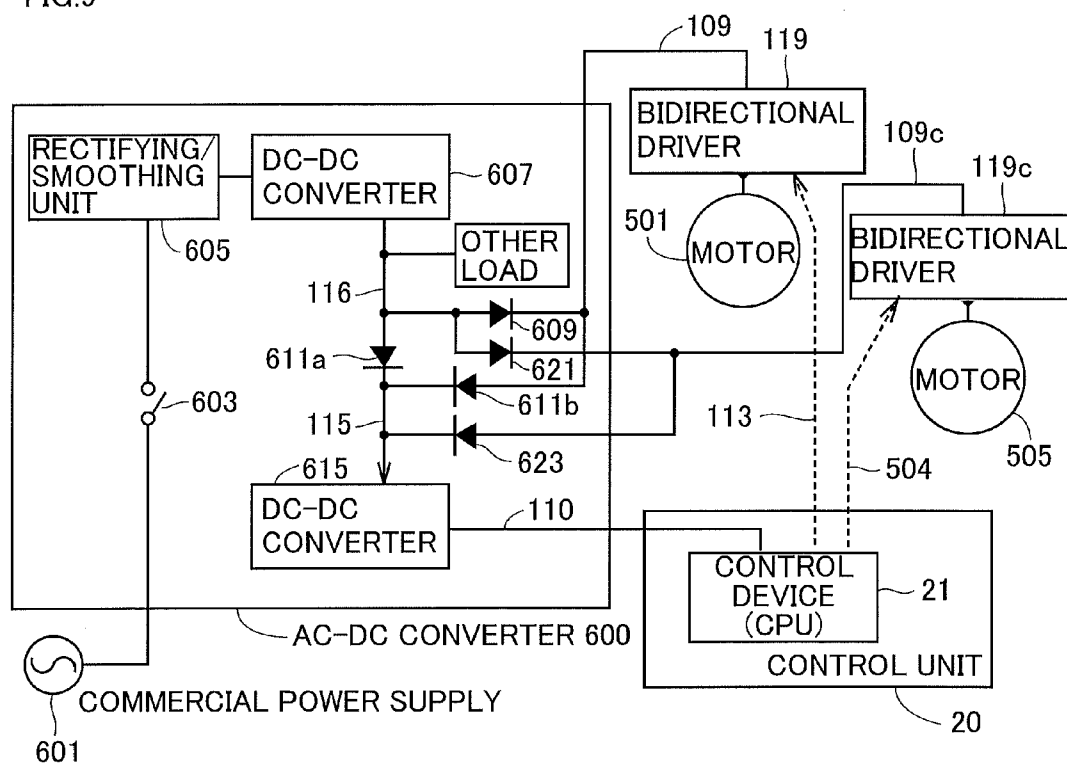 109
119
BIDIRECTIONAL
DRIVER
109c
119c
RECTIFYING/
SMOOTHING
UNIT
DC-DC
CONVERTER
607
605
OTHER
LOAD
501
MOTOR
BIDIRECTIONAL
DRIVER
116
609
611a
621
603
611b
MOTOR
115
113
623
504
505
615
DC-DC
CONVERTER
110
CONTROL
DEVICE
(CPU)
21
AC-DC CONVERTER 600
CONTROL UNIT
COMMERCIAL POWER SUPPLY
20
601